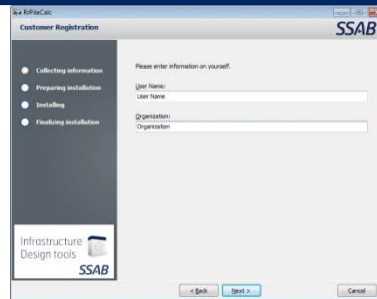 RrPileCalc
Customer Registration
SSAB
Collecting information
Preparing installation
Installing
Finalizing installation
Please enter information on yourself.
User Name:
User Name
Organization:
Organization
Infrastructure
Design tools
SSAB
< Back
Next >
Cancel